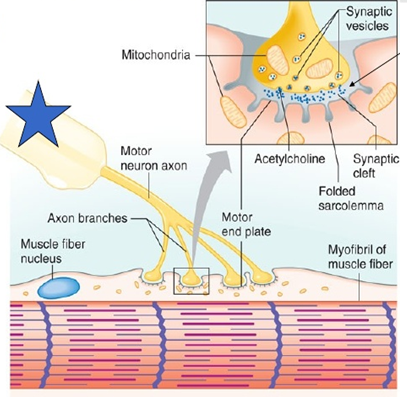 Synaptic
vesicles
Mitochondria
Acetylcholine
Synaptic
cleft
Folded
sarcolemma
Motor
neuron axon
Axon branches
Motor
end plate
Muscle fiber
nucleus
Myofibril of
muscle fiber